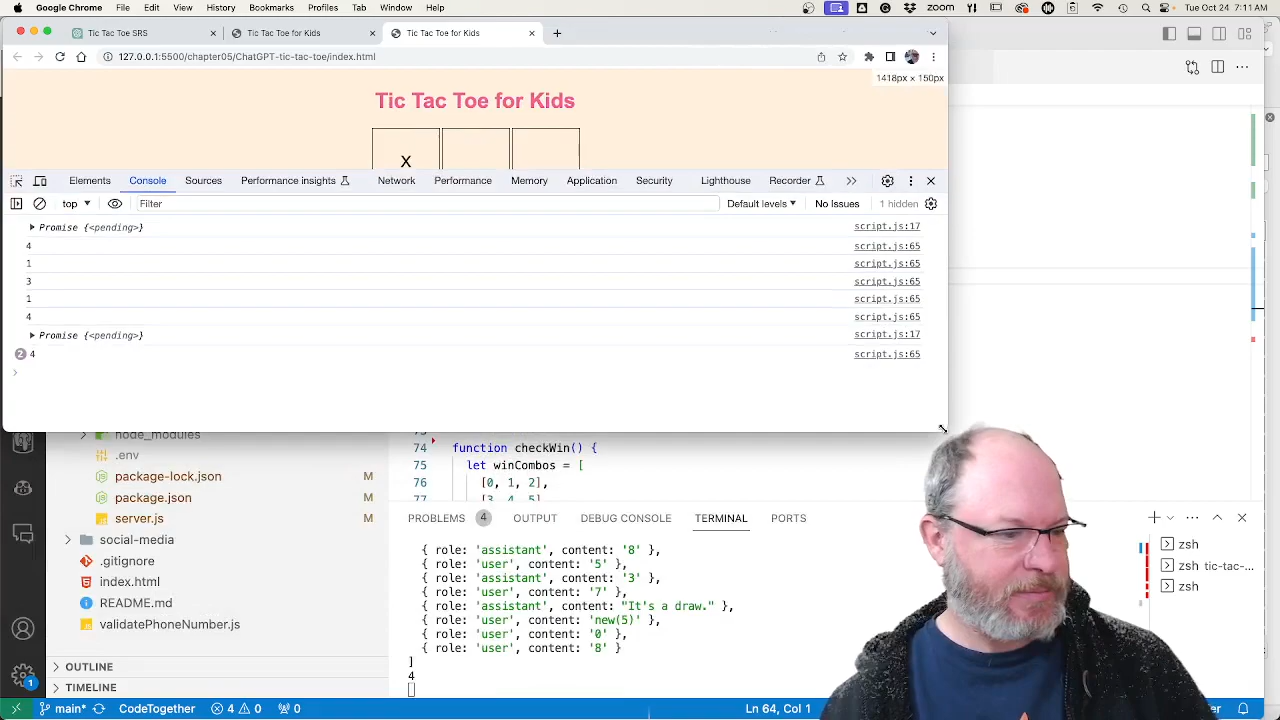 Google Chrome File Edit View History Bookmarks Profiles Tab Window Help Tue Oct 24 7:11 AM
Tic Tac Toe SRS × Tic Tac Toe for Kids × Tic Tac Toe for Kids × +
127.0.0.1:5500/chapter05/ChatGPT-tic-tac-toe/index.html
1418px × 150px
Tic Tac Toe for Kids
X
Elements Console Sources Performance insights Network Performance Memory Application Security Lighthouse Recorder
top Filter Default levels No Issues 1 hidden
Promise {<pending>} script.js:17
4 script.js:65
1 script.js:65
3 script.js:65
1 script.js:65
4 script.js:65
Promise {<pending>} script.js:17
2 4 script.js:65
node_modules
.env
package-lock.json M
package.json M
server.js M
social-media
.gitignore
index.html
README.md
validatePhoneNumber.js
OUTLINE
TIMELINE
74 function checkWin() {
75 let winCombos = [
76 [0, 1, 2],
77 [3, 4, 5]
PROBLEMS 4 OUTPUT DEBUG CONSOLE TERMINAL PORTS
{ role: 'assistant', content: '8' },
{ role: 'user', content: '5' },
{ role: 'assistant', content: '3' },
{ role: 'user', content: '7' },
{ role: 'assistant', content: "It's a draw." },
{ role: 'user', content: 'new(5)' },
{ role: 'user', content: '0' },
{ role: 'user', content: '8' }
]
4
zsh
zsh tic-tac-...
zsh
1
main* CodeTogether 4 0 0 Ln 64, Col 1